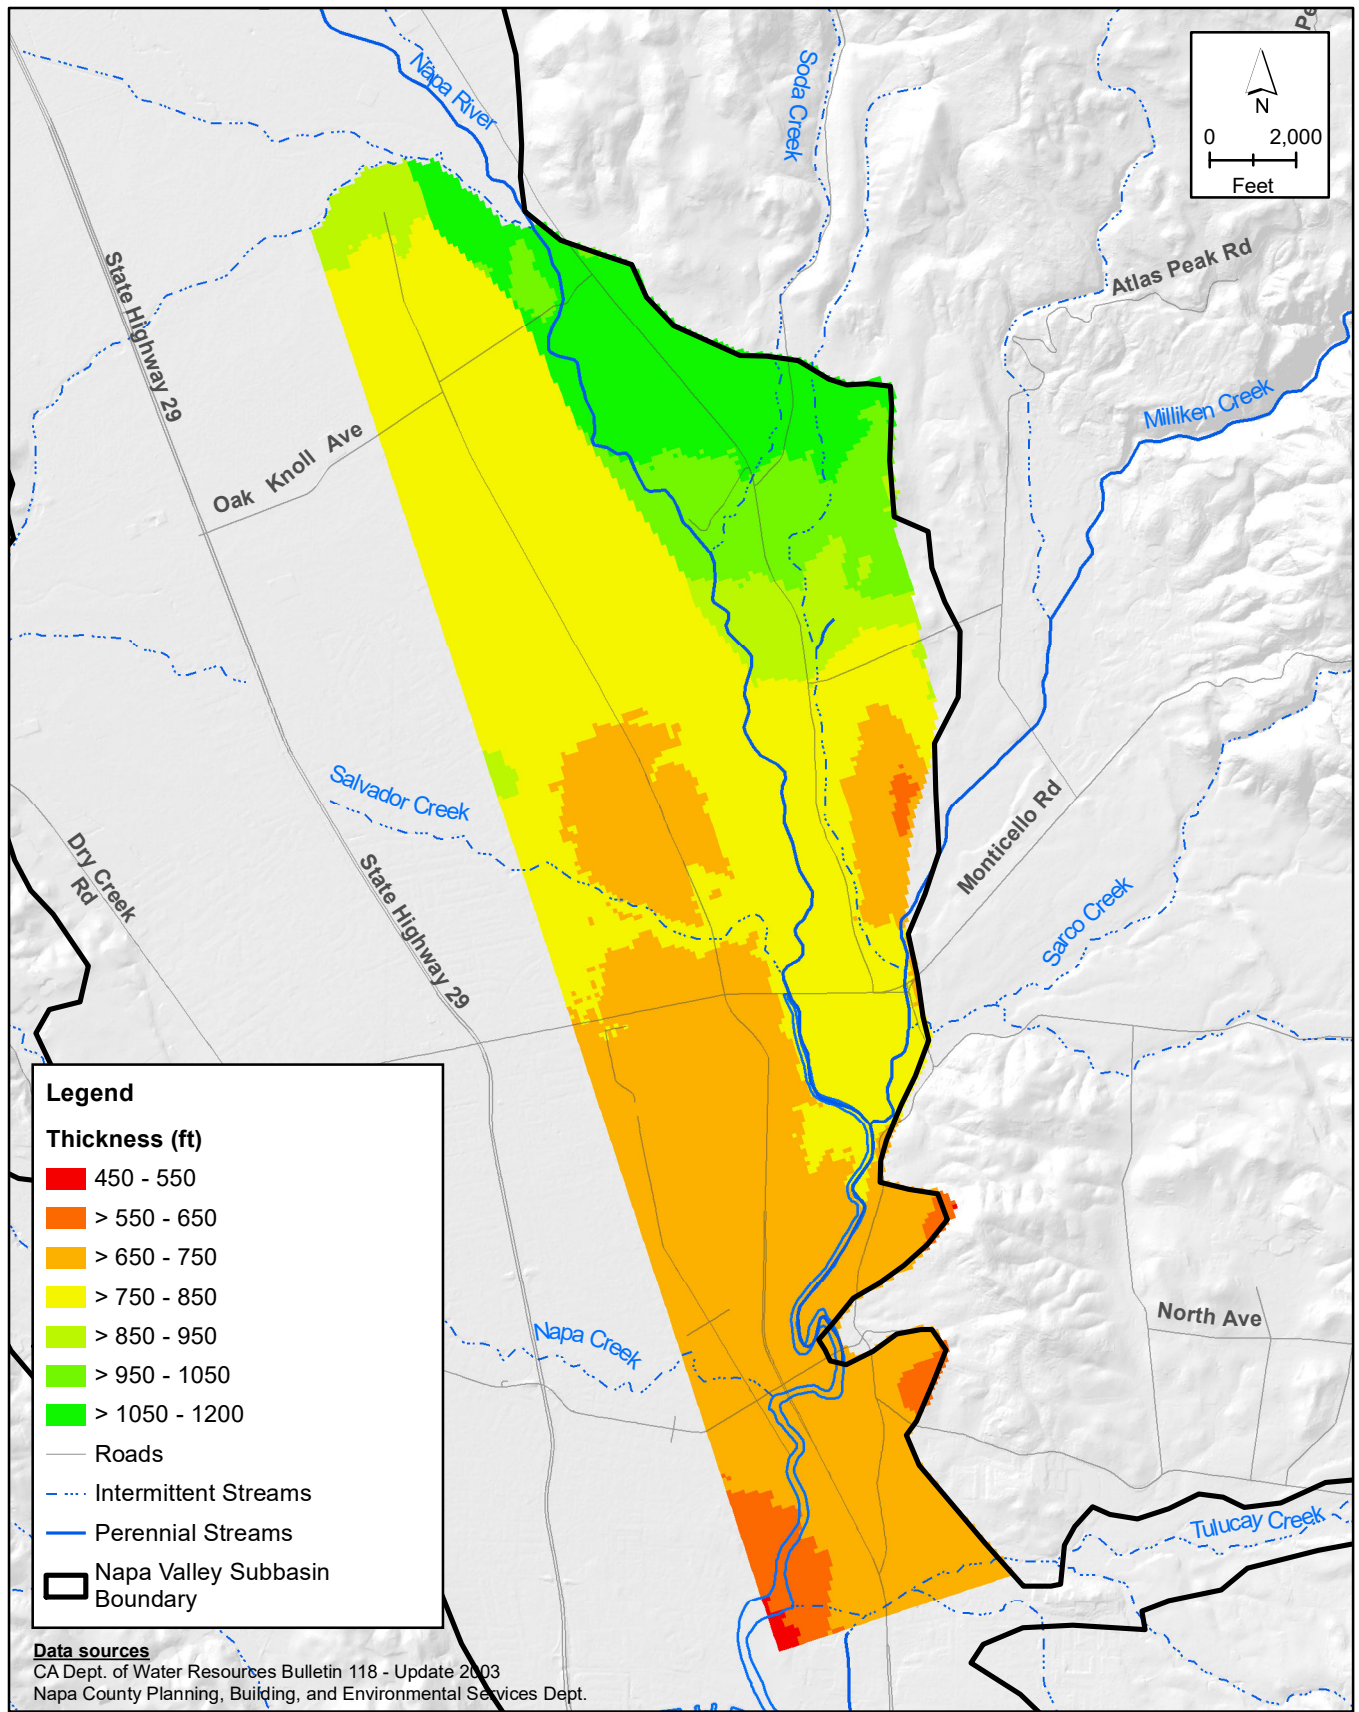 Pe
Napa River
Soda Creek
N
0 2,000
Feet
Atlas Peak Rd
State Highway 29
Milliken Creek
Oak Knoll Ave
Salvador Creek
Dry Creek
Rd
State Highway 29
Monticello Rd
Sarco Creek
North Ave
Napa Creek
Tulucay Creek
Legend
Thickness (ft)
450 - 550
> 550 - 650
> 650 - 750
> 750 - 850
> 850 - 950
> 950 - 1050
> 1050 - 1200
Roads
Intermittent Streams
Perennial Streams
Napa Valley Subbasin
Boundary
Data sources
CA Dept. of Water Resources Bulletin 118 - Update 2003
Napa County Planning, Building, and Environmental Services Dept.